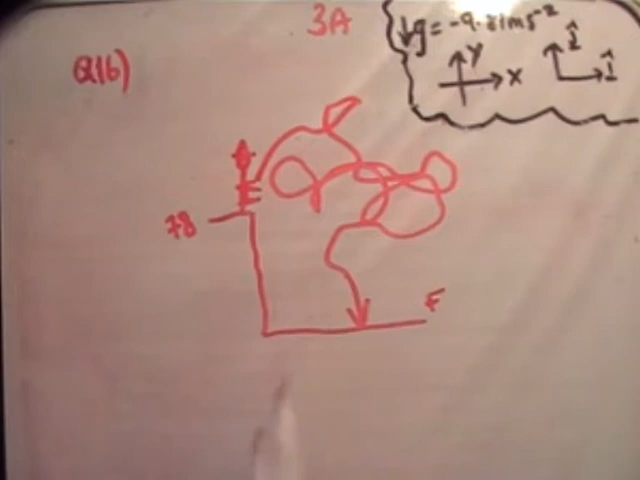 3A
g = -9.81ms⁻²
Y
X
Q16)
78